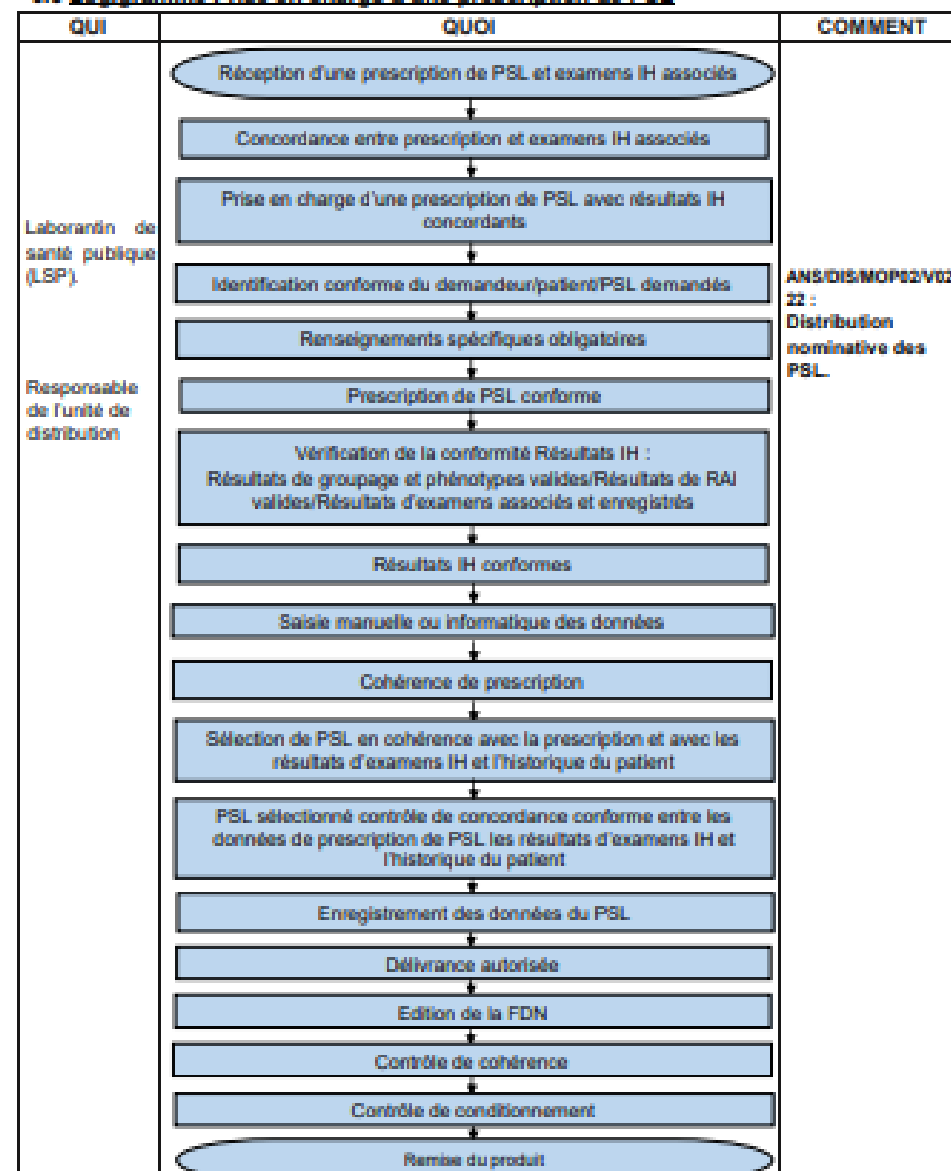 Logigramme Prise en charge d'une prescription de PSL
QUI
QUOI
COMMENT
Réception d'une prescription de PSL et examens IH associés
Concordance entre prescription et examens IH associés
Prise en charge d'une prescription de PSL avec résultats IH
concordants
Laborantin de
santé publique
(LSP).
Identification conforme du demandeur/patient/PSL demandés
ANS/DIS/MOP02/V02
22 :
Distribution
nominative des
PSL.
Renseignements spécifiques obligatoires
Responsable
de l'unité de
distribution
Prescription de PSL conforme
Vérification de la conformité Résultats IH :
Résultats de groupage et phénotypes valides/Résultats de RAI
valides/Résultats d'examens associés et enregistrés
Résultats IH conformes
Saisie manuelle ou informatique des données
Cohérence de prescription
Sélection de PSL en cohérence avec la prescription et avec les
résultats d'examens IH et l'historique du patient
PSL sélectionné contrôle de concordance conforme entre les
données de prescription de PSL les résultats d'examens IH et
l'historique du patient
Enregistrement des données du PSL
Délivrance autorisée
Edition de la FDN
Contrôle de cohérence
Contrôle de conditionnement
Remise du produit